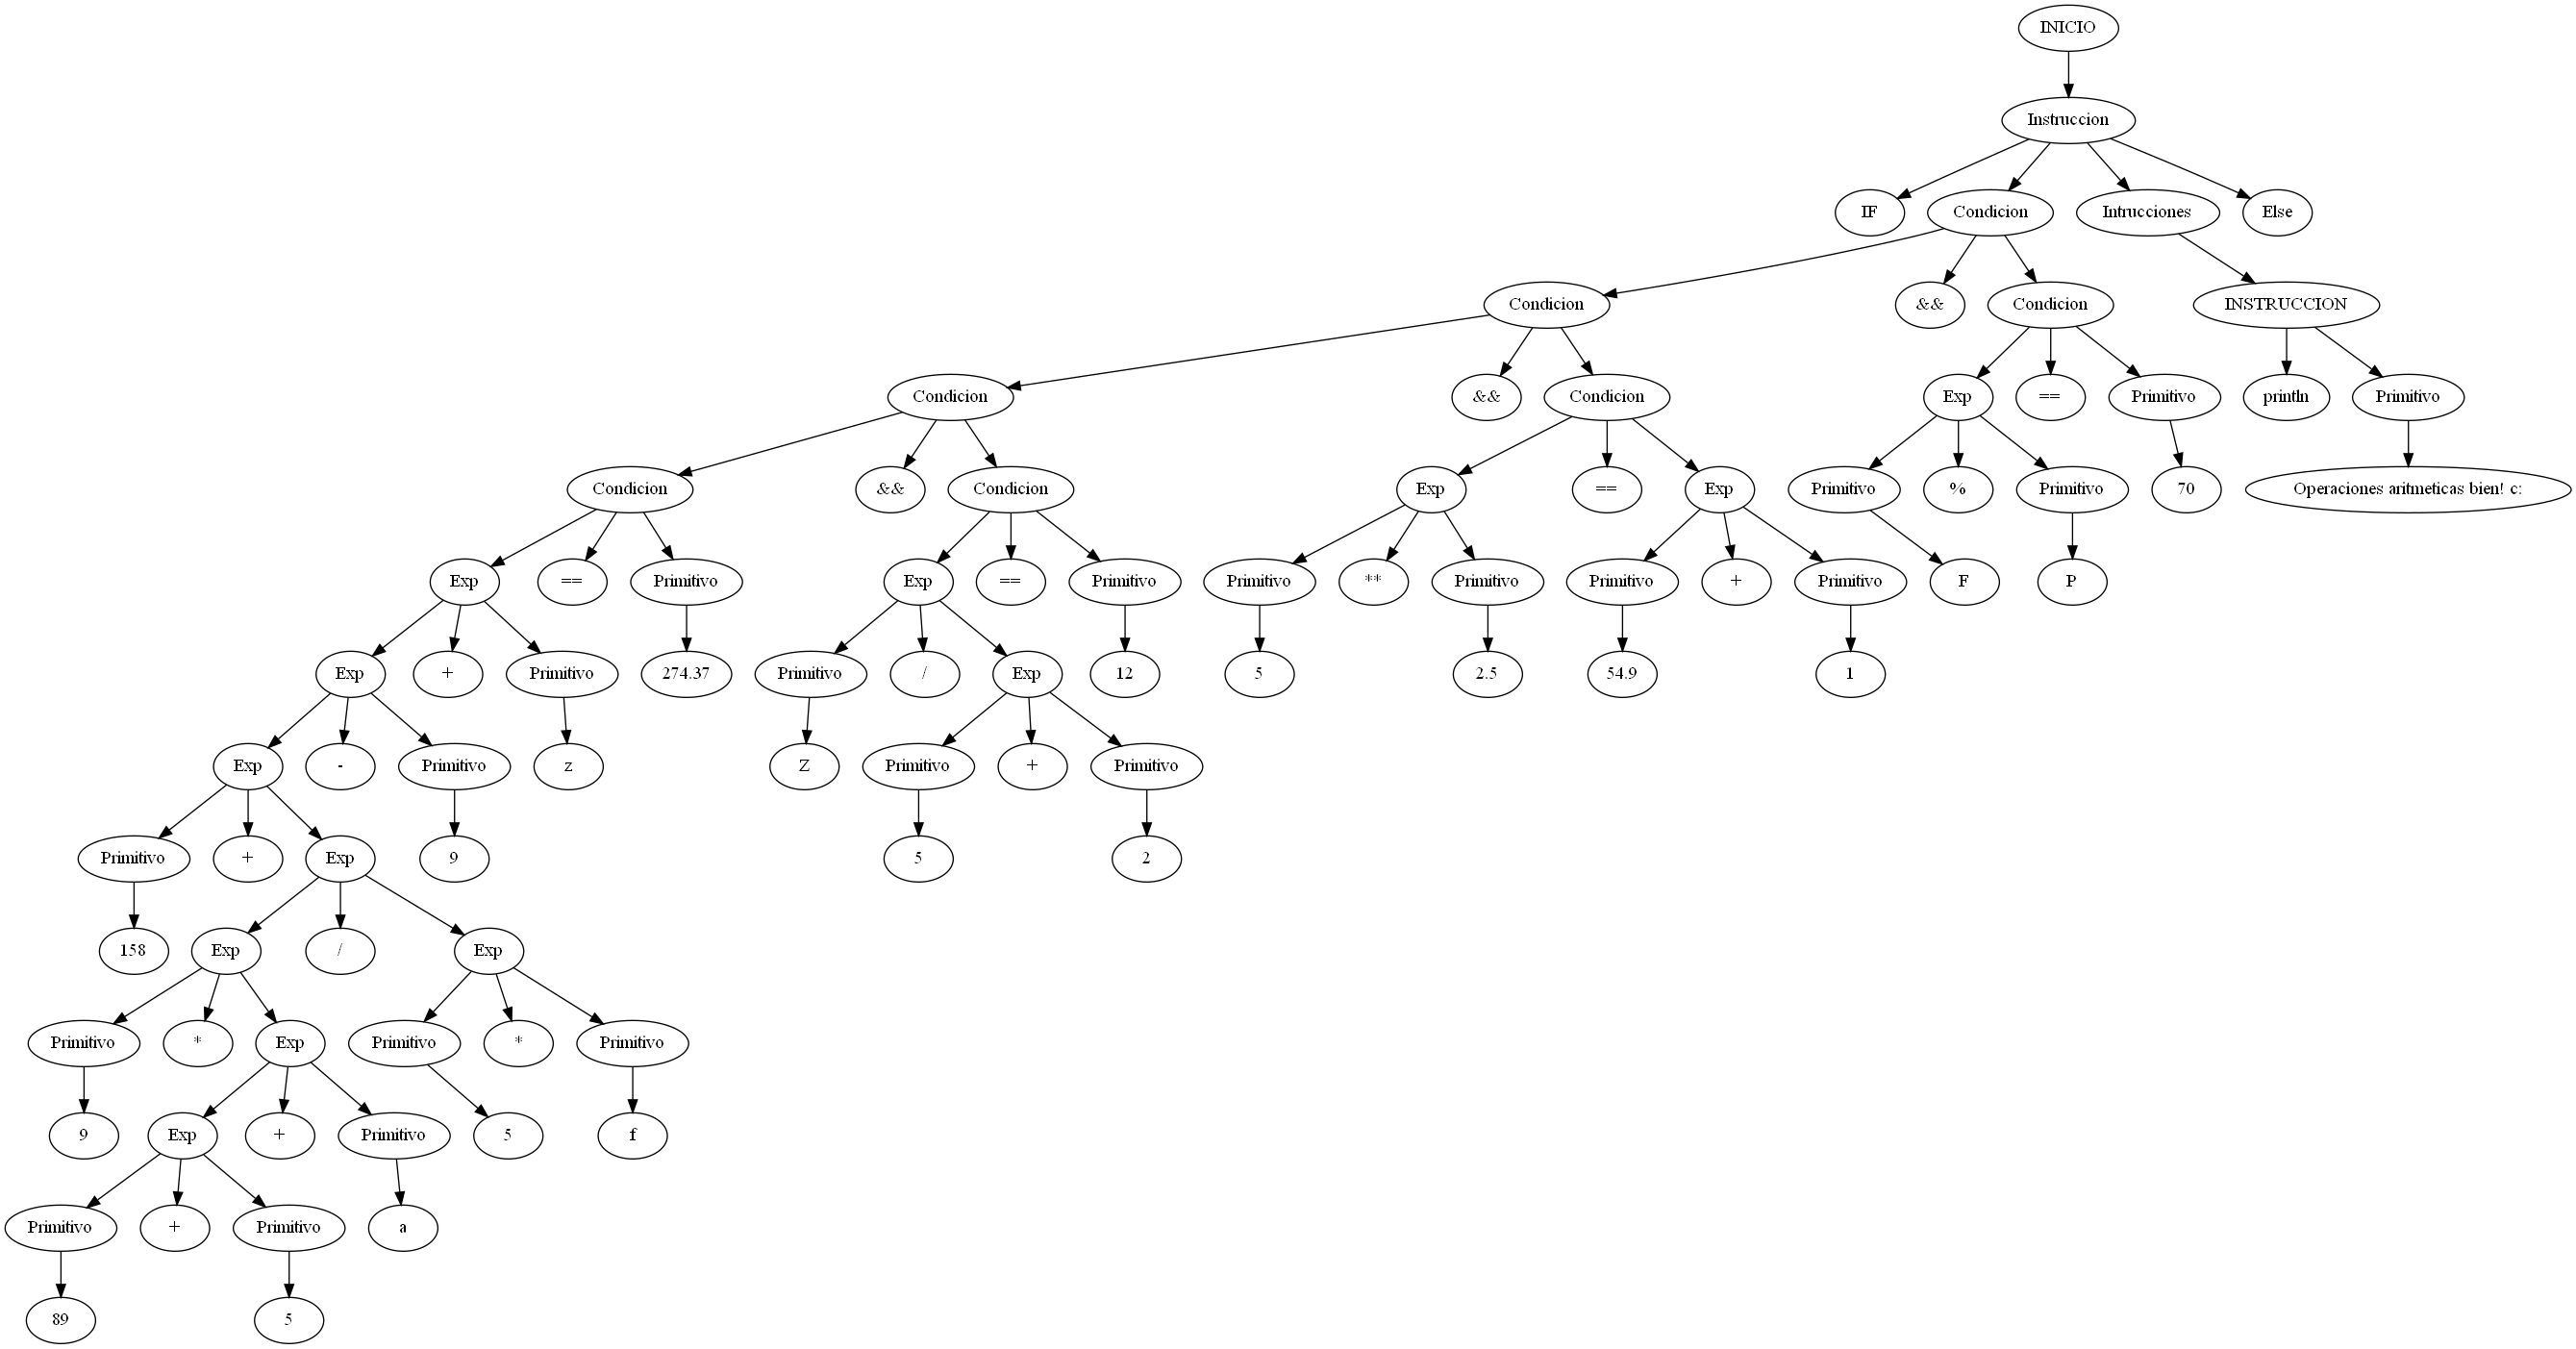 INICIO
Instruccion
IF
Condicion
Intrucciones
Else
Condicion
&&
Condicion
INSTRUCCION
Condicion
&&
Condicion
Exp
==
Primitivo
println
Primitivo
Condicion
&&
Condicion
Exp
==
Exp
Primitivo
%
Primitivo
70
Operaciones aritmeticas bien! c:
Exp
==
Primitivo
Exp
==
Primitivo
Primitivo
**
Primitivo
Primitivo
+
Primitivo
F
P
Exp
+
Primitivo
274.37
Primitivo
/
Exp
12
5
2.5
54.9
1
Exp
-
Primitivo
z
Z
Primitivo
+
Primitivo
Primitivo
+
Exp
9
5
2
158
Exp
/
Exp
Primitivo
*
Exp
Primitivo
*
Primitivo
9
Exp
+
Primitivo
5
f
Primitivo
+
Primitivo
a
89
5